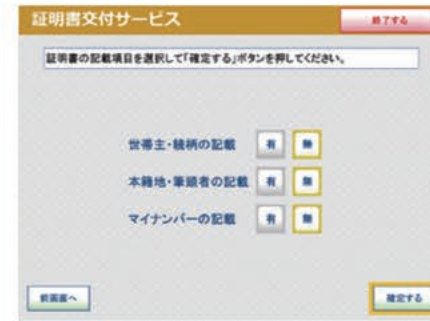 証明書交付サービス
終了する
証明書の記載項目を選択して「確定する」ボタンを押してください。
世帯主・続柄の記載 有 無
本籍地・筆頭者の記載 有 無
マイナンバーの記載 有 無
前画面へ
確定する